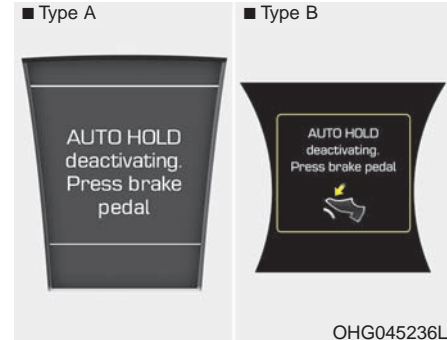 ■ Type A
AUTO HOLD
deactivating.
Press brake
pedal
■ Type B
AUTO HOLD
deactivating.
Press brake pedal
OHG045236L